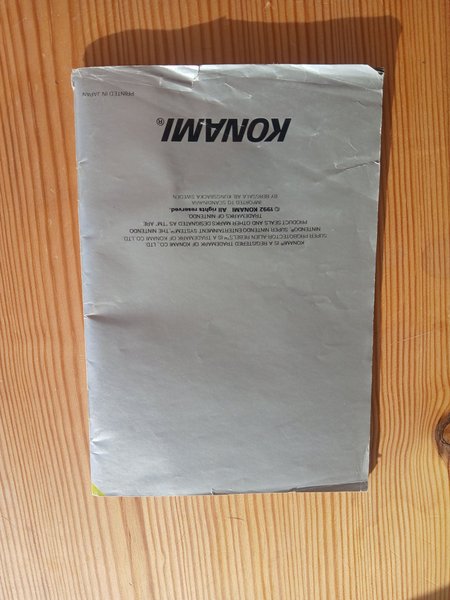 KONAMI® IS A REGISTERED TRADEMARK OF KONAMI CO., LTD.
SUPER PROBOTECTOR-ALIEN REBELS™ IS A TRADEMARK OF KONAMI CO., LTD.
NINTENDO®, SUPER NINTENDO ENTERTAINMENT SYSTEM™, THE NINTENDO
PRODUCT SEALS AND OTHER MARKS DESIGNATED AS "TM" ARE
TRADEMARKS OF NINTENDO.
© 1992 KONAMI All rights reserved.
IMPORTED TO SCANDINAVIA
BY BERGSALA AB KUNGSBACKA SWEDEN
KONAMI®
PRINTED IN JAPAN